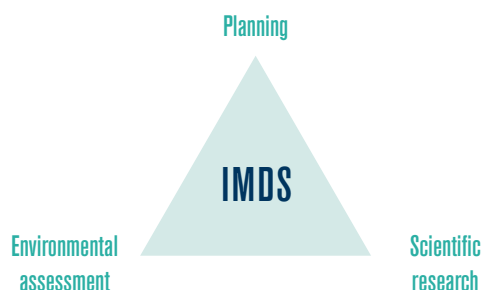 Planning
IMDS
Environmental
assessment
Scientific
research